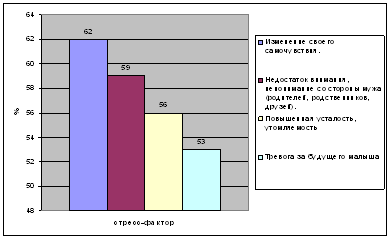 64
62
60
58
56
54
52
50
48
%
62
59
56
53
стресс-фактор
Изменение своего
самочувствия.
Недостаток внимания,
непонимание со стороны мужа
(родителей, родственников,
друзей).
Повышенная усталость,
утомляемость
Тревога за будущего малыша